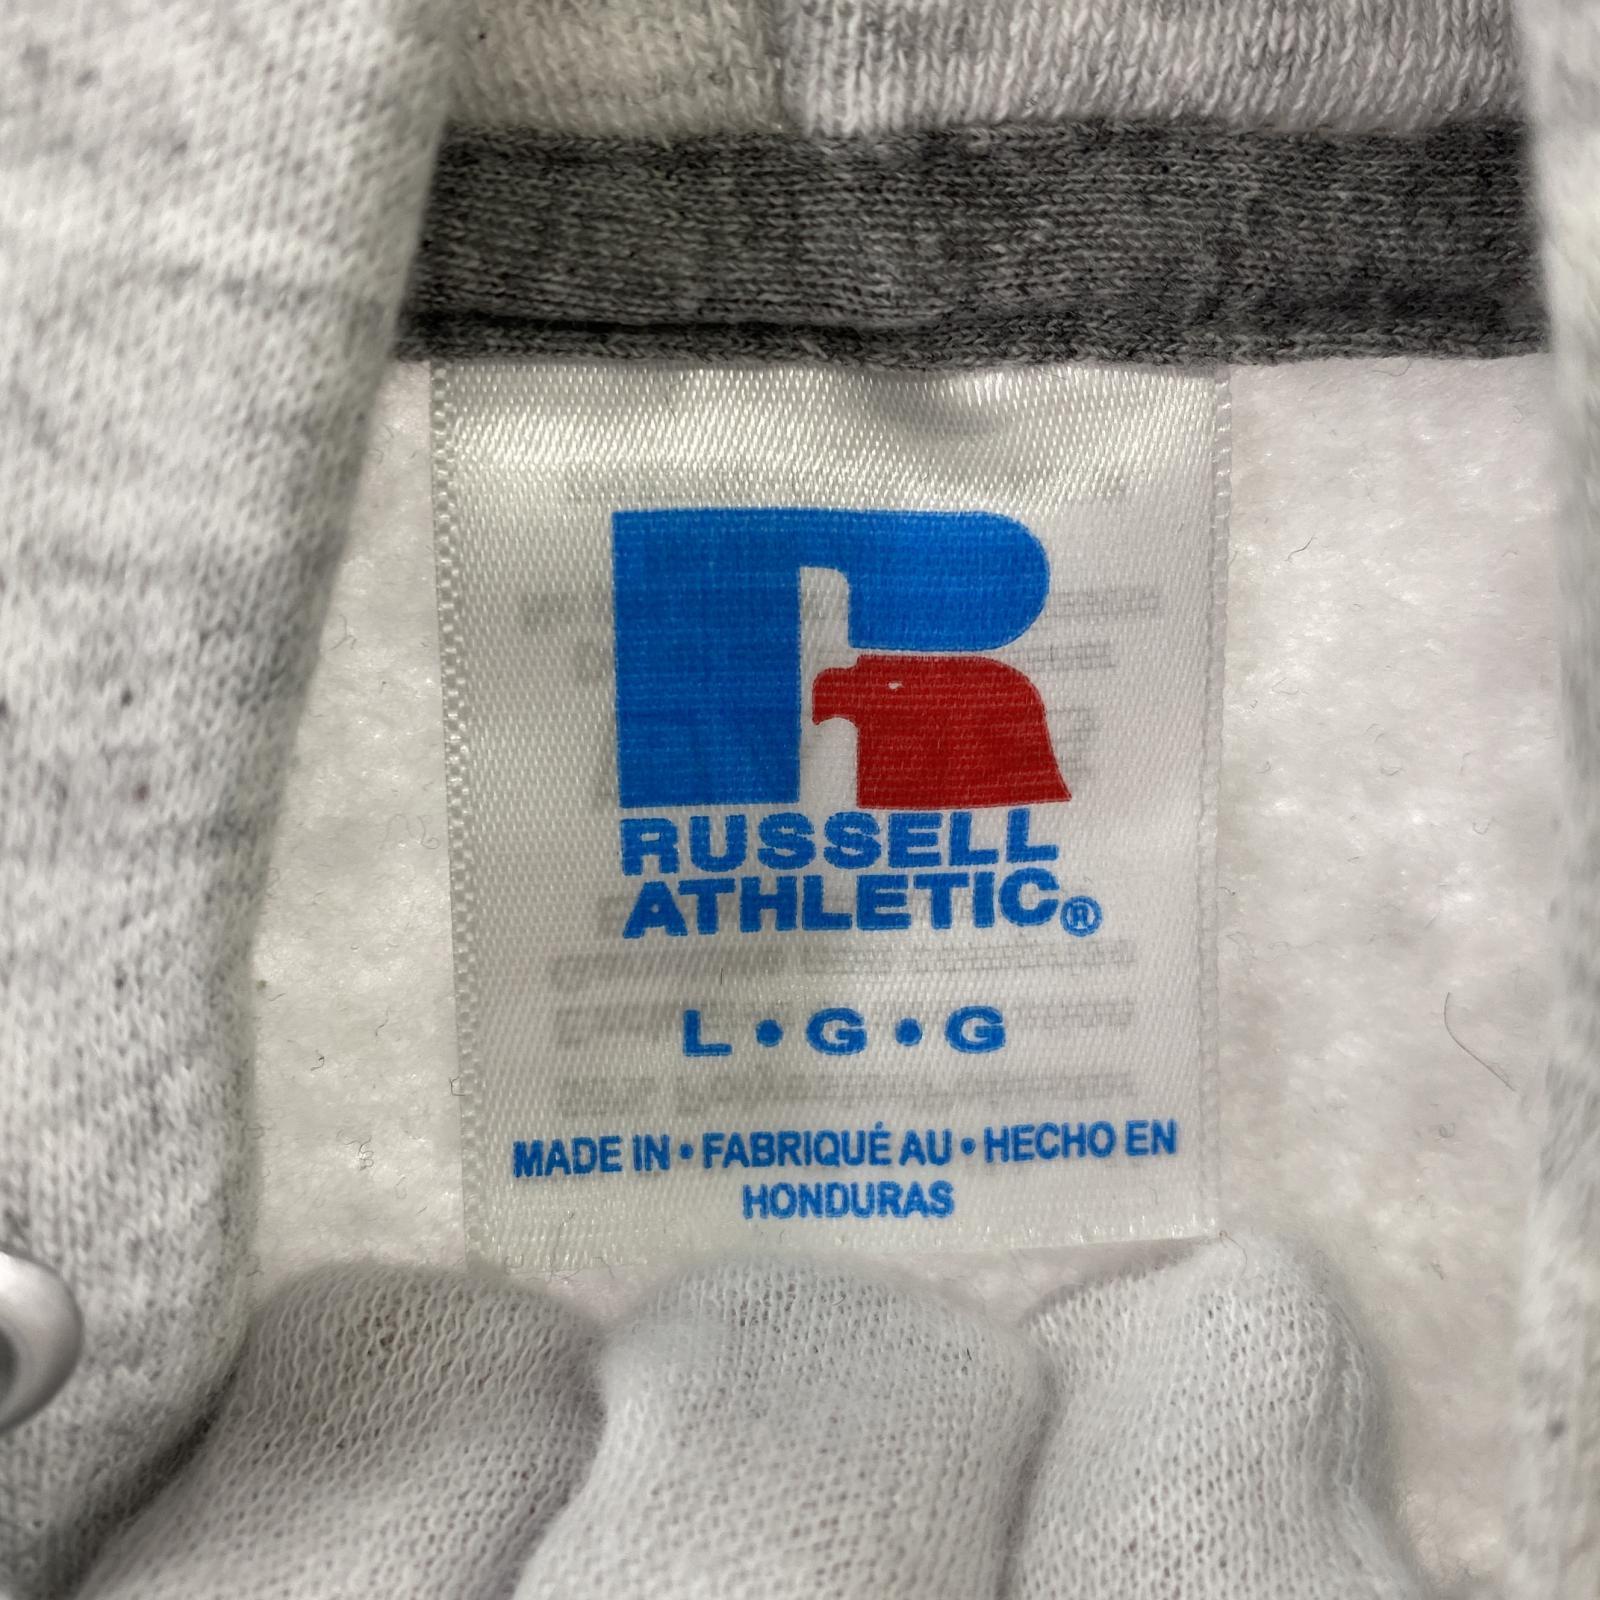 RUSSELL
ATHLETIC®
L • G • G
MADE IN • FABRIQUÉ AU • HECHO EN
HONDURAS